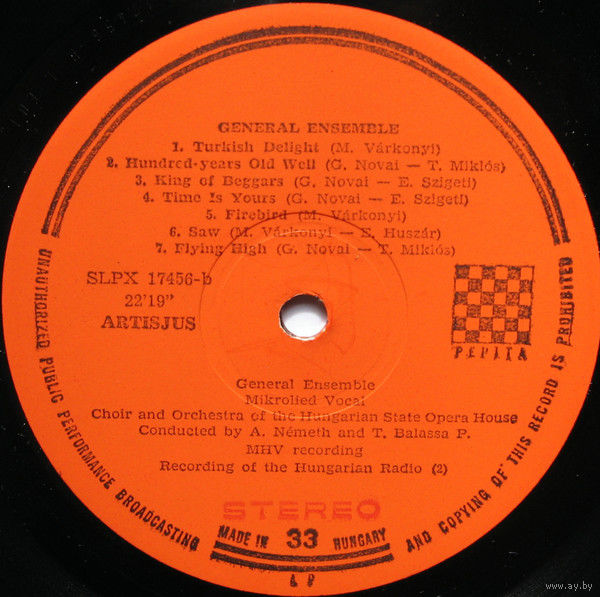 GENERAL ENSEMBLE
1. Turkish Delight (M. Várkonyi)
2. Hundred-years Old Well (G. Novai — T. Miklós)
3. King of Beggars (G. Novai — E. Szigeti)
4. Time Is Yours (G. Novai — E. Szigeti)
5. Firebird (M. Várkonyi)
6. Saw (M. Várkonyi — E. Huszár)
7. Flying High (G. Novai — T. Miklós)
SLPX 17456-b
22'19"
ARTISJUS
PEPITA
General Ensemble
Mikrolied Vocal
Choir and Orchestra of the Hungarian State Opera House
Conducted by A. Németh and T. Balassa P.
MHV recording
Recording of the Hungarian Radio (2)
STEREO
MADE IN 33 HUNGARY
LP
UNAUTHORIZED PUBLIC PERFORMANCE BROADCASTING AND COPYING OF THIS RECORD IS PROHIBITED
www.ay.by